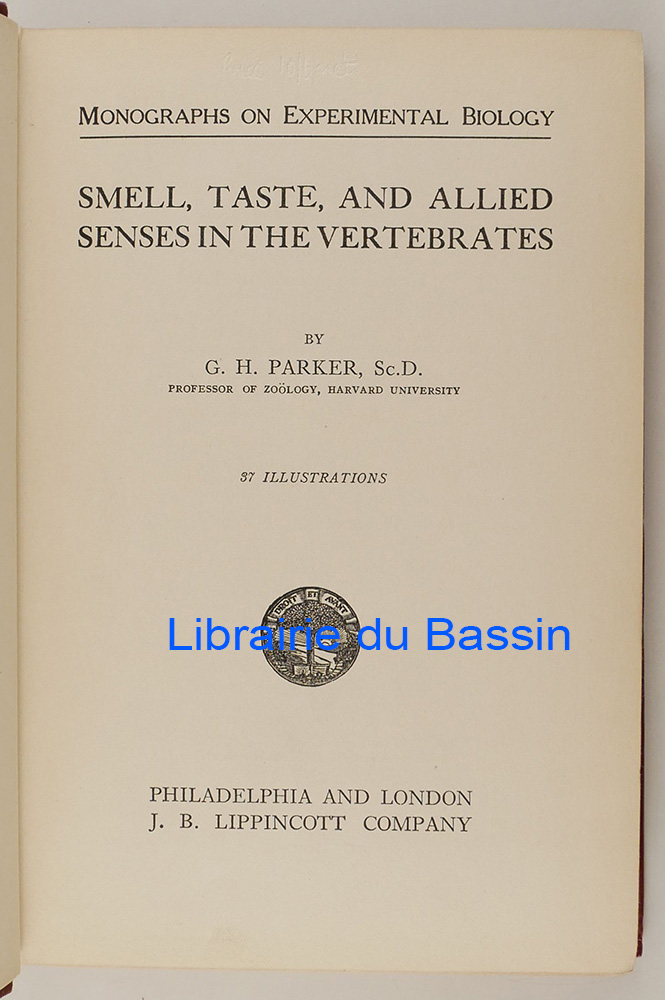 MONOGRAPHS ON EXPERIMENTAL BIOLOGY
SMELL, TASTE, AND ALLIED
SENSES IN THE VERTEBRATES
BY
G. H. PARKER, Sc.D.
PROFESSOR OF ZOÖLOGY, HARVARD UNIVERSITY
37 ILLUSTRATIONS
DROIT ET AVANT
Librairie du Bassin
PHILADELPHIA AND LONDON
J. B. LIPPINCOTT COMPANY